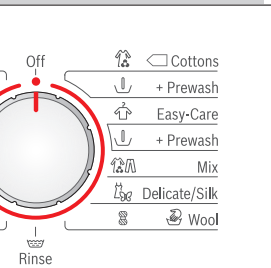 Off
Cottons
+ Prewash
Easy-Care
+ Prewash
Mix
Delicate/Silk
Wool
Rinse